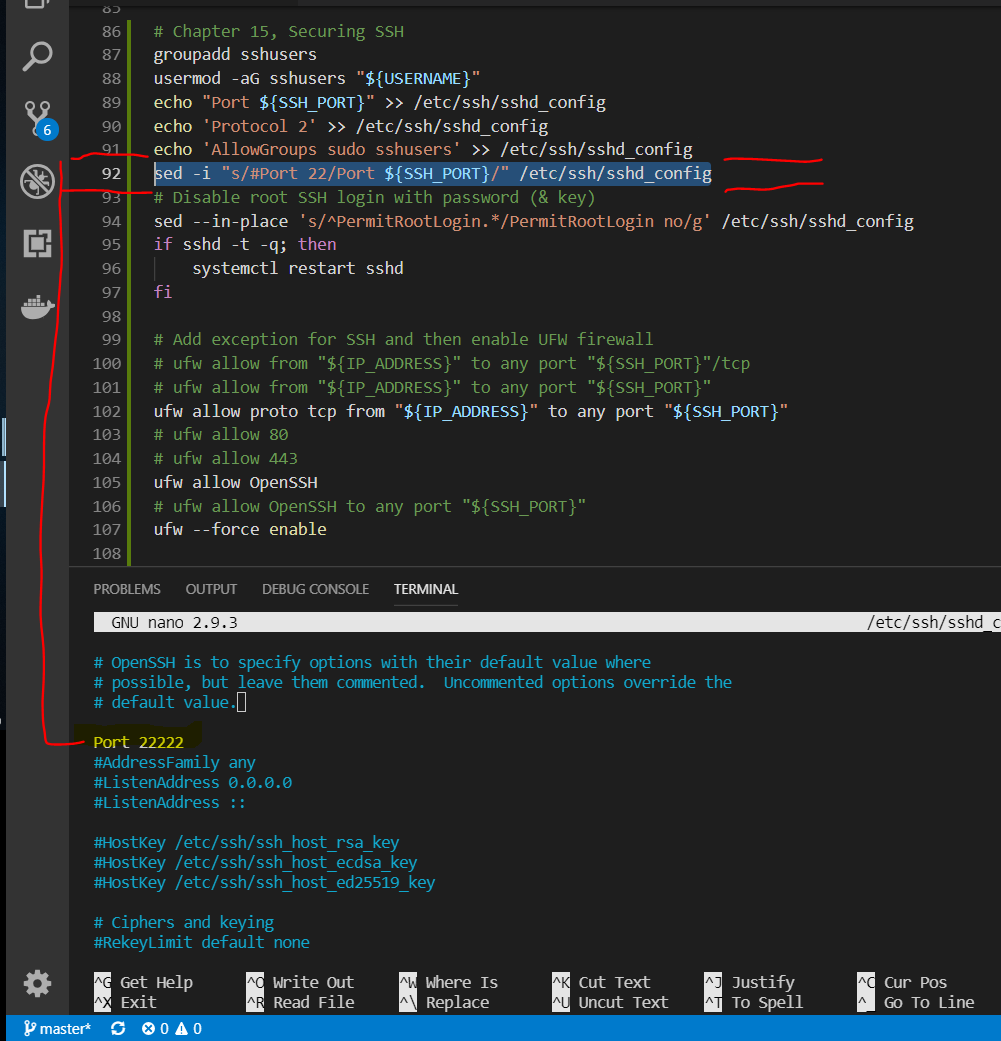 85
86 # Chapter 15, Securing SSH
87 groupadd sshusers
88 usermod -aG sshusers "${USERNAME}"
89 echo "Port ${SSH_PORT}" >> /etc/ssh/sshd_config
90 echo 'Protocol 2' >> /etc/ssh/sshd_config
91 echo 'AllowGroups sudo sshusers' >> /etc/ssh/sshd_config
92 sed -i "s/#Port 22/Port ${SSH_PORT}/" /etc/ssh/sshd_config
93 # Disable root SSH login with password (& key)
94 sed --in-place 's/^PermitRootLogin.*/PermitRootLogin no/g' /etc/ssh/sshd_config
95 if sshd -t -q; then
96     systemctl restart sshd
97 fi
98
99 # Add exception for SSH and then enable UFW firewall
100 # ufw allow from "${IP_ADDRESS}" to any port "${SSH_PORT}"/tcp
101 # ufw allow from "${IP_ADDRESS}" to any port "${SSH_PORT}"
102 ufw allow proto tcp from "${IP_ADDRESS}" to any port "${SSH_PORT}"
103 # ufw allow 80
104 # ufw allow 443
105 ufw allow OpenSSH
106 # ufw allow OpenSSH to any port "${SSH_PORT}"
107 ufw --force enable
108
6
PROBLEMS OUTPUT DEBUG CONSOLE TERMINAL
GNU nano 2.9.3 /etc/ssh/sshd_c
# OpenSSH is to specify options with their default value where
# possible, but leave them commented.  Uncommented options override the
# default value.
Port 22222
#AddressFamily any
#ListenAddress 0.0.0.0
#ListenAddress ::
#HostKey /etc/ssh/ssh_host_rsa_key
#HostKey /etc/ssh/ssh_host_ecdsa_key
#HostKey /etc/ssh/ssh_host_ed25519_key
# Ciphers and keying
#RekeyLimit default none
^G Get Help ^O Write Out ^W Where Is ^K Cut Text ^J Justify ^C Cur Pos
^X Exit ^R Read File ^\ Replace ^U Uncut Text ^T To Spell ^_ Go To Line
master* 0 0